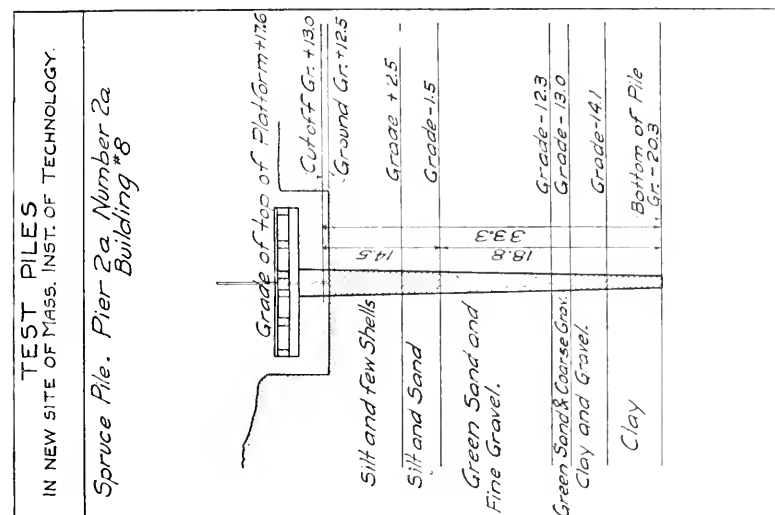 TEST PILES
IN NEW SITE OF MASS. INST. OF TECHNOLOGY.
Spruce Pile. Pier 2a Number 2a
Building #8
Grade of top of Platform +17.6
Cutoff Gr. +13.0
Ground Gr. +12.5
Silt and few Shells
Grade +2.5
Silt and Sand
Grade -1.5
14.5
33.3
18.8
Green Sand and
Fine Gravel.
Grade -12.3
Green Sand & Coarse Grav.
Grade -13.0
Clay and Gravel.
Grade -14.1
Clay
Bottom of Pile
Gr. -20.3